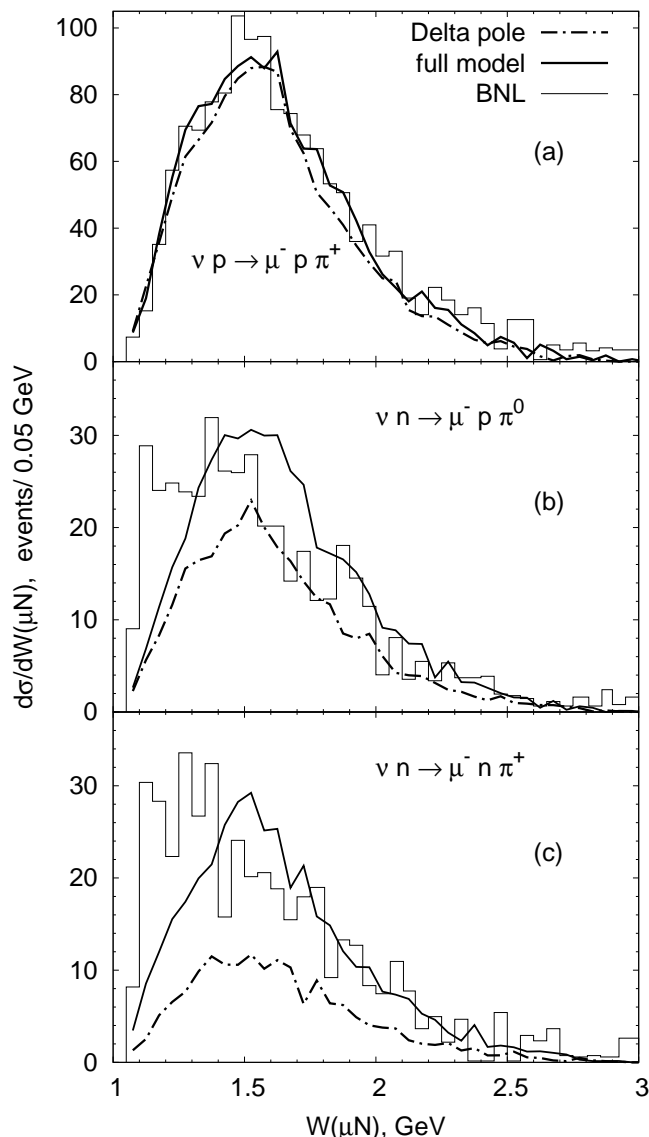 100
80
60
40
20
0
Delta pole
full model
BNL
(a)
ν p → μ⁻ p π⁺
dσ/dW(μN), events/ 0.05 GeV
30
20
10
0
ν n → μ⁻ p π⁰
(b)
30
20
10
0
ν n → μ⁻ n π⁺
(c)
1 1.5 2 2.5 3
W(μN), GeV